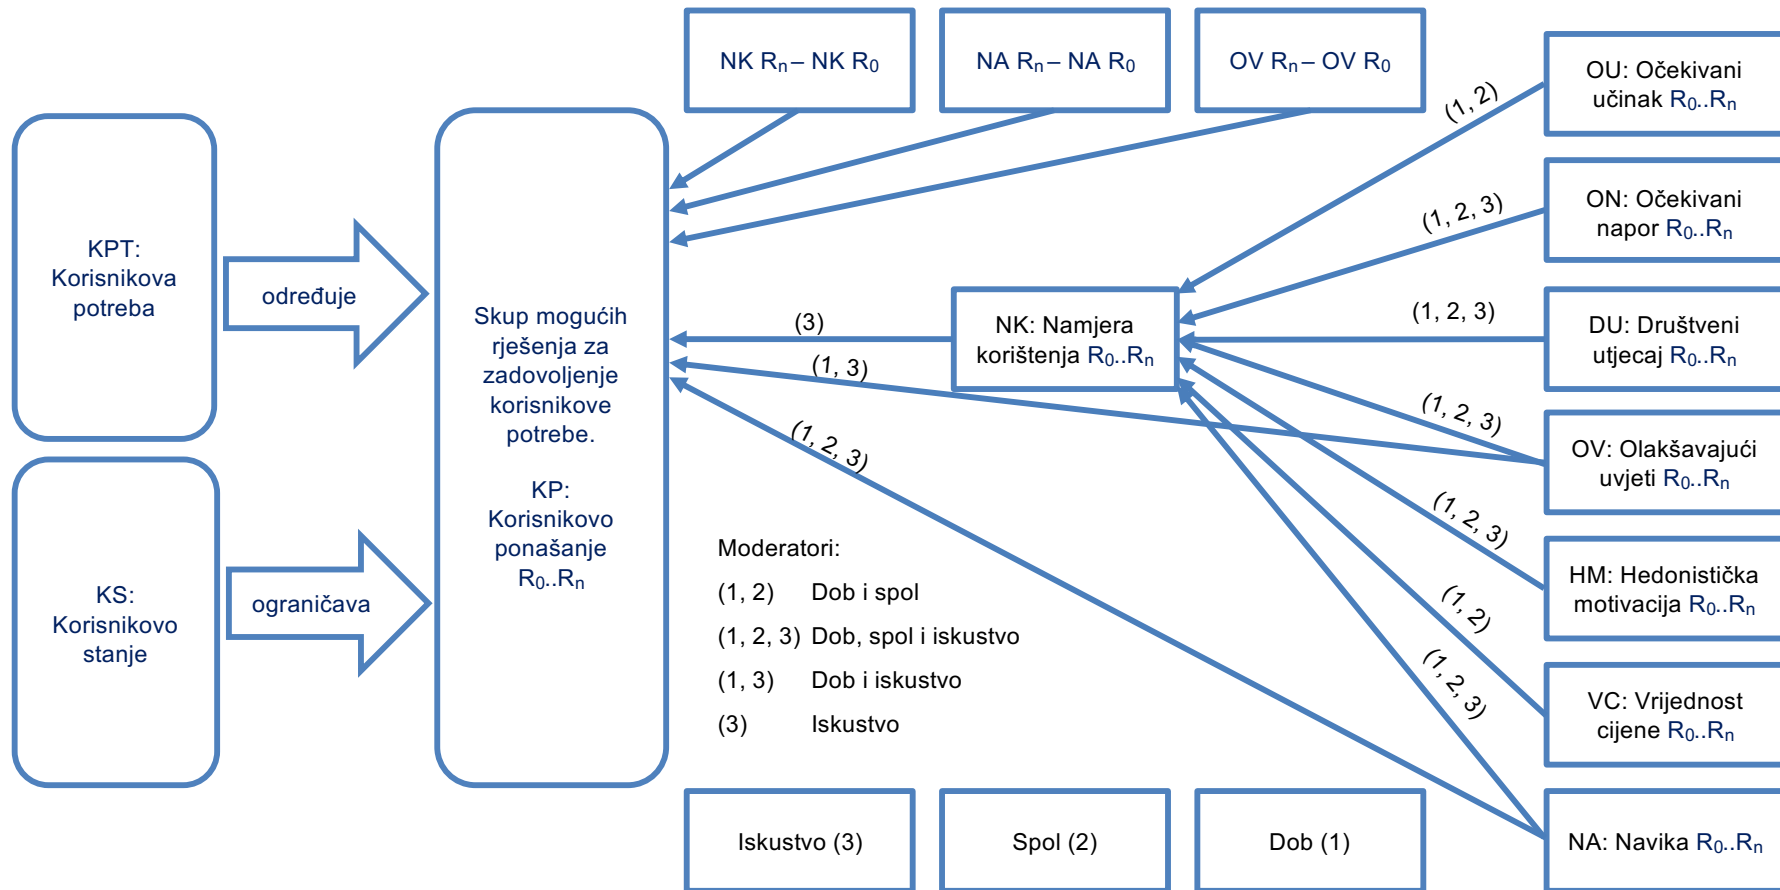 NK Rₙ – NK R₀
NA Rₙ – NA R₀
OV Rₙ – OV R₀
KPT:
Korisnikova
potreba
određuje
KS:
Korisnikovo
stanje
ograničava
Skup mogućih
rješenja za
zadovoljenje
korisnikove
potrebe.
KP:
Korisnikovo
ponašanje
R₀..Rₙ
(3)
(1, 3)
(1, 2, 3)
NK: Namjera
korištenja R₀..Rₙ
(1, 2)
(1, 2, 3)
(1, 2, 3)
(1, 2, 3)
(1, 2, 3)
(1, 2)
(1, 2, 3)
OU: Očekivani
učinak R₀..Rₙ
ON: Očekivani
napor R₀..Rₙ
DU: Društveni
utjecaj R₀..Rₙ
OV: Olakšavajući
uvjeti R₀..Rₙ
HM: Hedonistička
motivacija R₀..Rₙ
VC: Vrijednost
cijene R₀..Rₙ
NA: Navika R₀..Rₙ
Moderatori:
(1, 2) Dob i spol
(1, 2, 3) Dob, spol i iskustvo
(1, 3) Dob i iskustvo
(3) Iskustvo
Iskustvo (3)
Spol (2)
Dob (1)